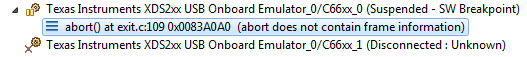 Texas Instruments XDS2xx USB Onboard Emulator_0/C66xx_0 (Suspended - SW Breakpoint)
abort() at exit.c:109 0x0083A0A0  (abort does not contain frame information)
Texas Instruments XDS2xx USB Onboard Emulator_0/C66xx_1 (Disconnected : Unknown)